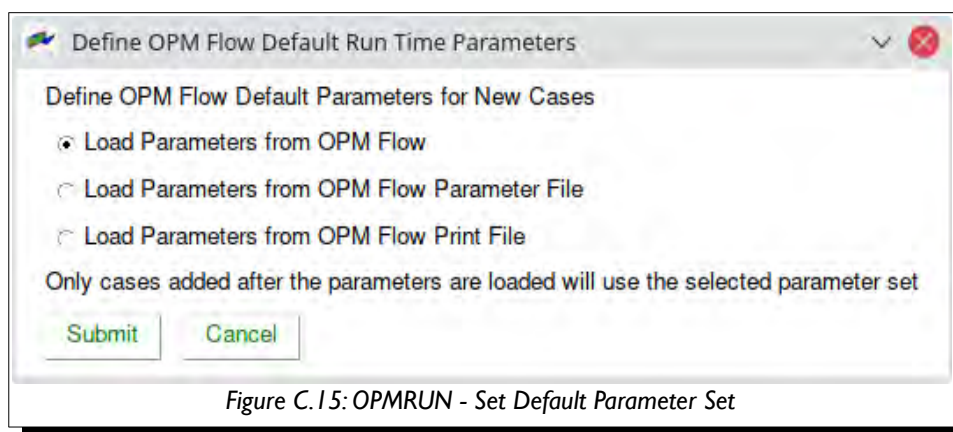 Define OPM Flow Default Run Time Parameters
Define OPM Flow Default Parameters for New Cases
Load Parameters from OPM Flow
Load Parameters from OPM Flow Parameter File
Load Parameters from OPM Flow Print File
Only cases added after the parameters are loaded will use the selected parameter set
Submit Cancel
Figure C.15: OPMRUN - Set Default Parameter Set